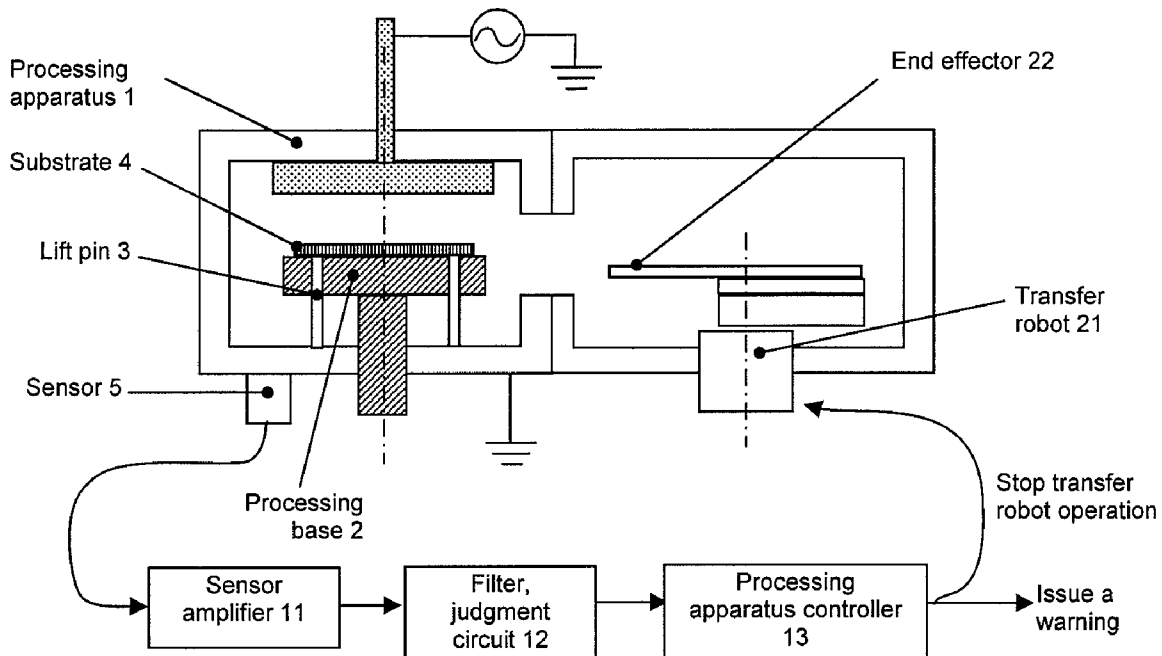 Processing
apparatus 1
End effector 22
Substrate 4
Lift pin 3
Transfer
robot 21
Sensor 5
Processing
base 2
Stop transfer
robot operation
Sensor
amplifier 11
Filter,
judgment
circuit 12
Processing
apparatus controller
13
Issue a
warning